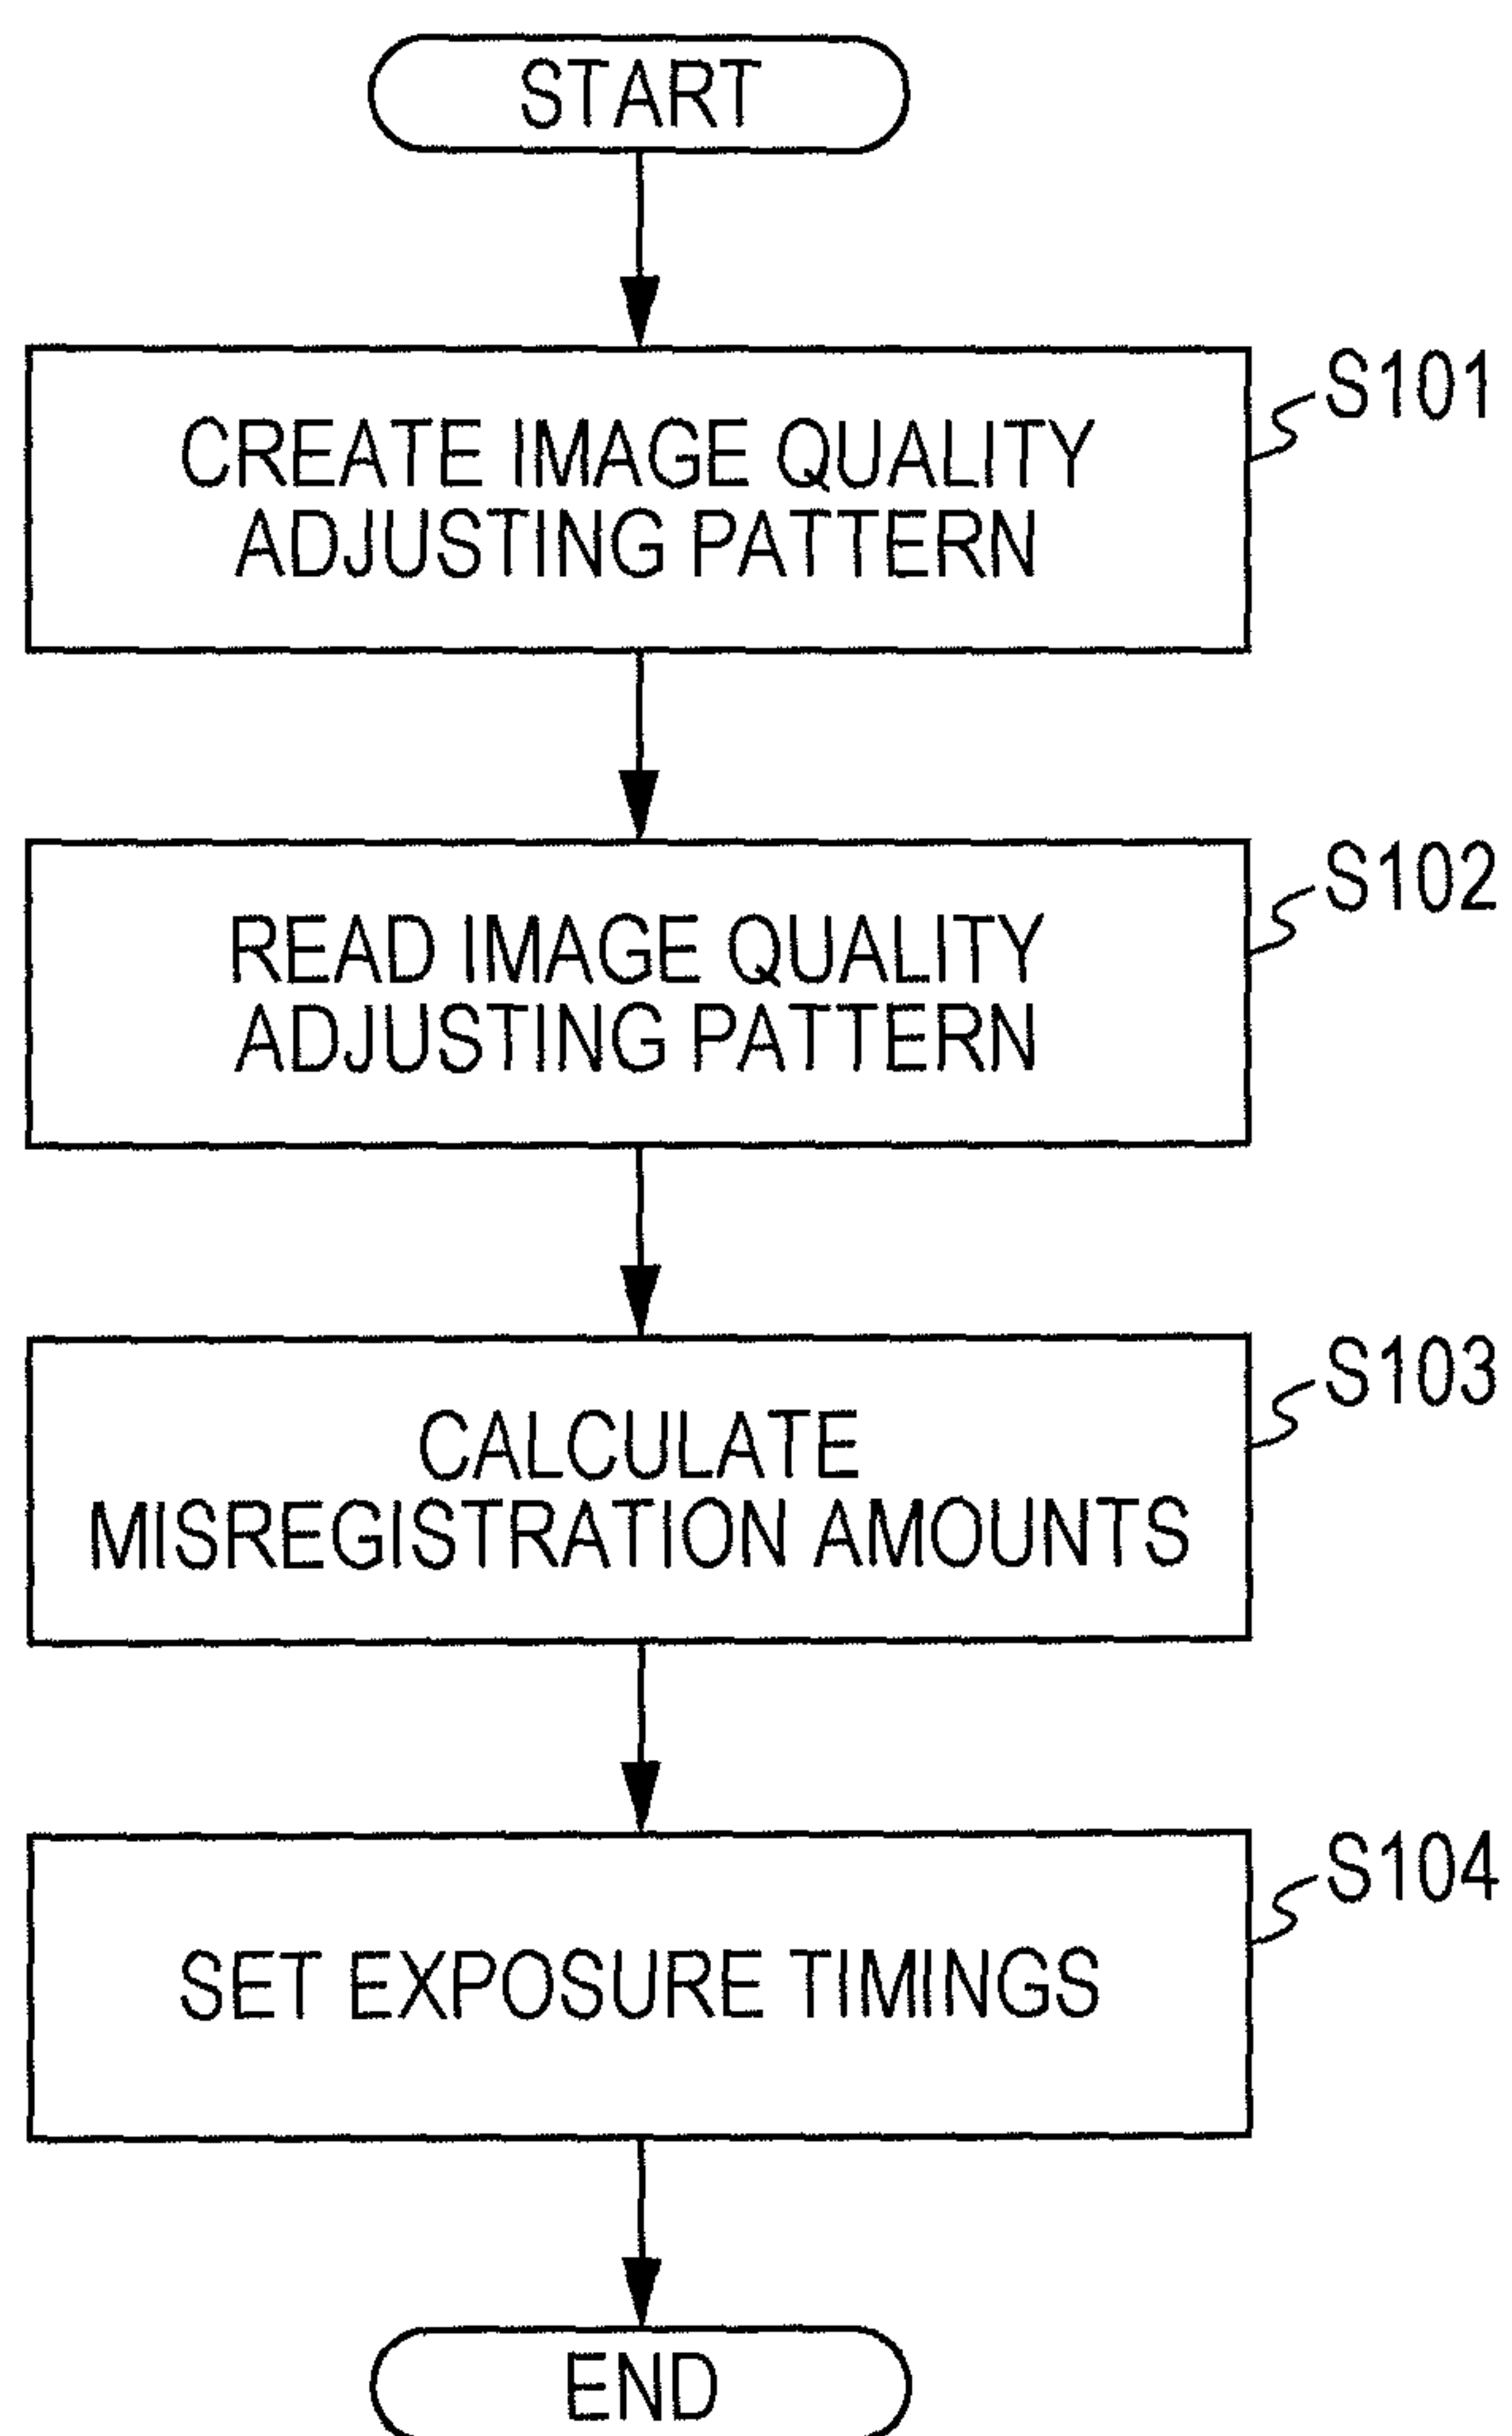 START
S101
CREATE IMAGE QUALITY
ADJUSTING PATTERN
S102
READ IMAGE QUALITY
ADJUSTING PATTERN
S103
CALCULATE
MISREGISTRATION AMOUNTS
S104
SET EXPOSURE TIMINGS
END